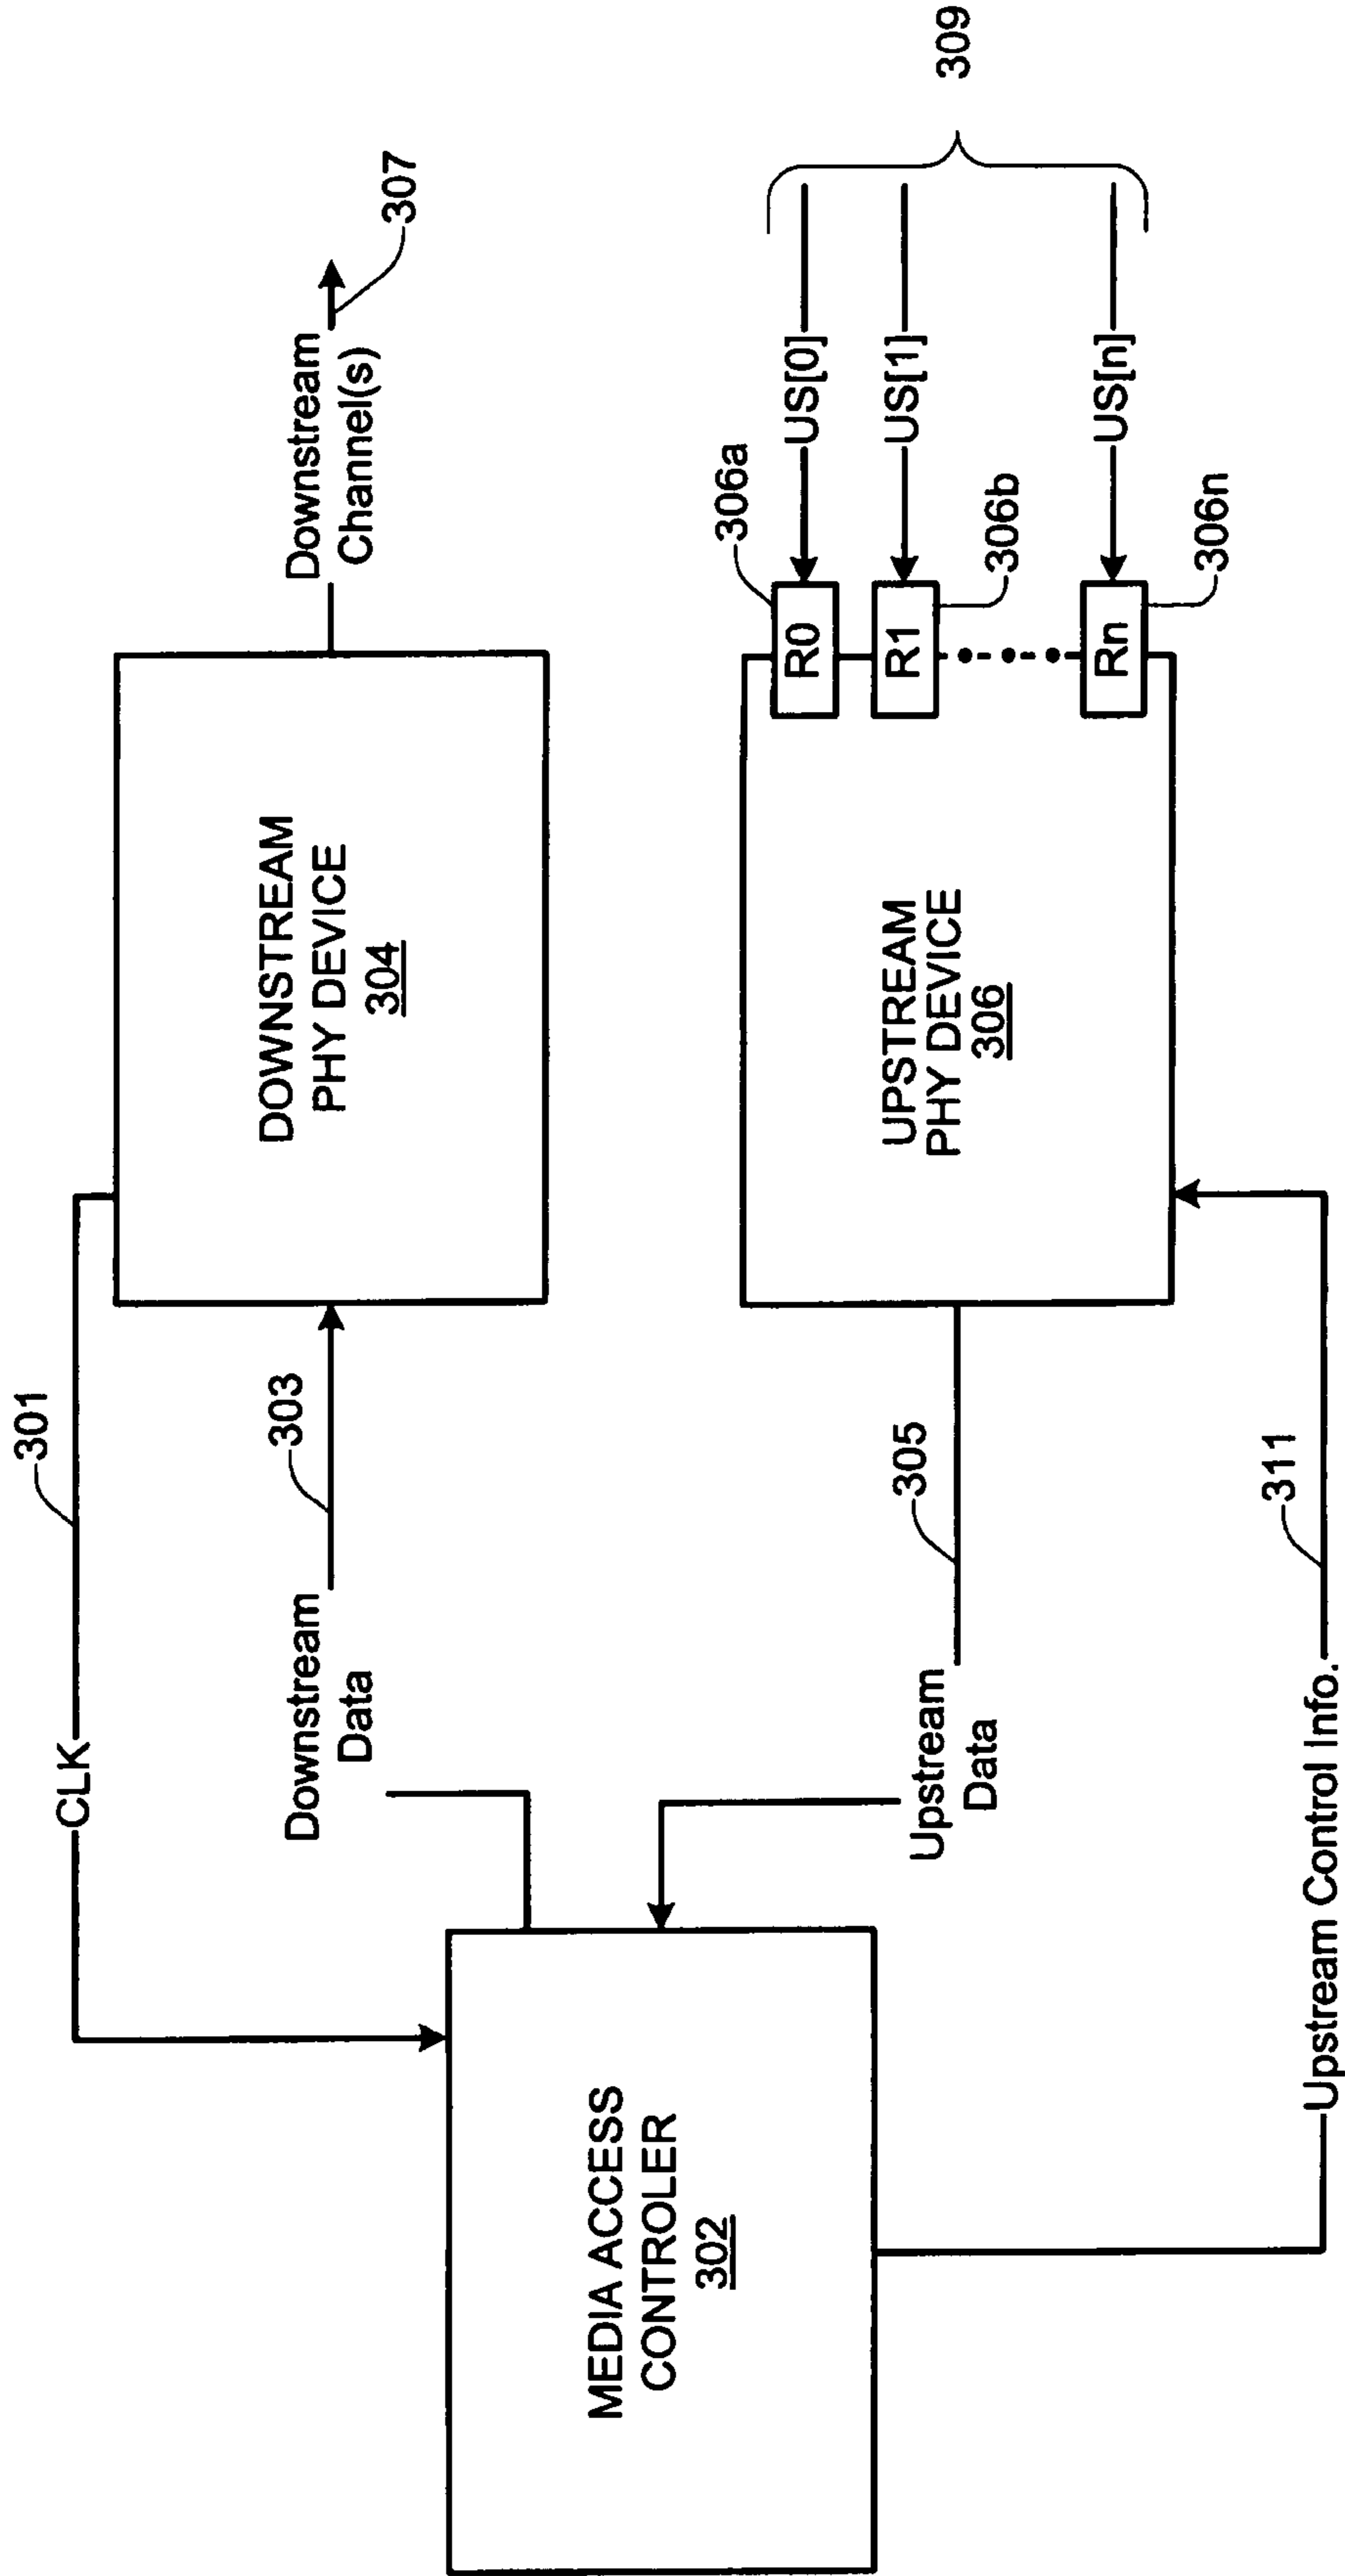 301
CLK
303
Downstream
Data
DOWNSTREAM
PHY DEVICE
304
Downstream
Channel(s)
307
MEDIA ACCESS
CONTROLER
302
Upstream
Data
305
UPSTREAM
PHY DEVICE
306
306a
R0
US[0]
R1
US[1]
306b
Rn
US[n]
306n
309
311
Upstream Control Info.